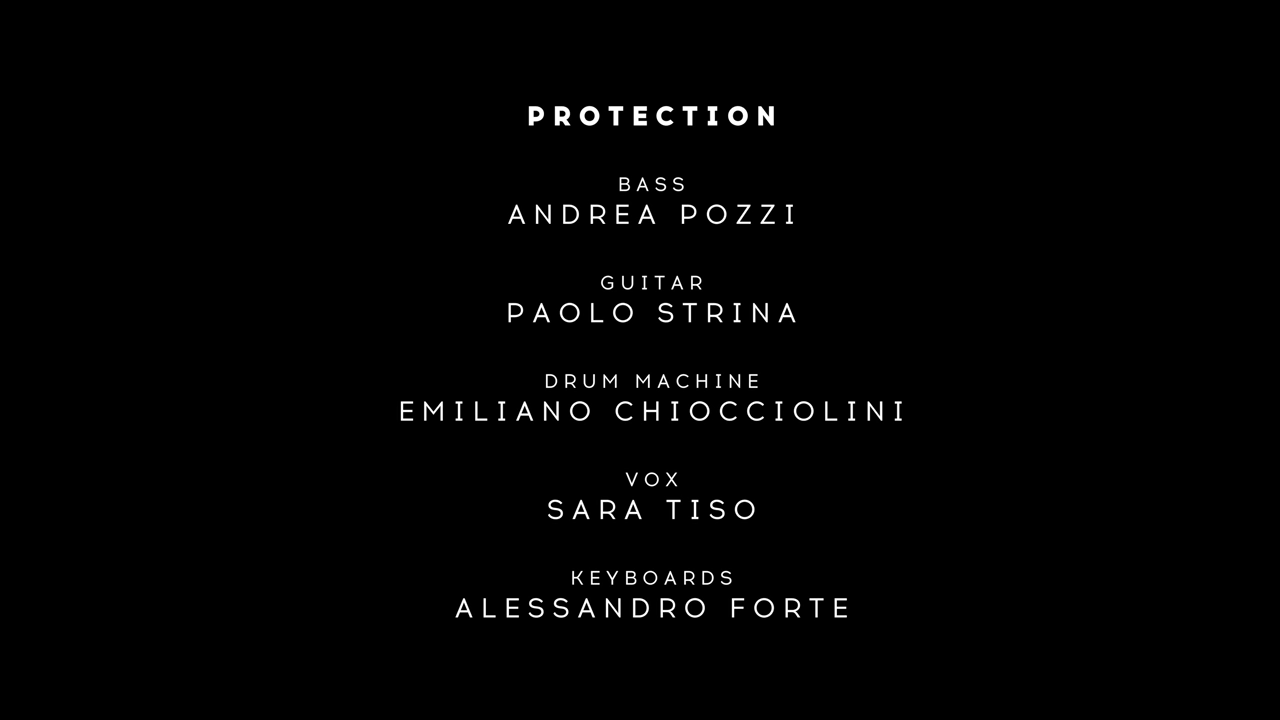 PROTECTION
BASS
ANDREA POZZI
GUITAR
PAOLO STRINA
DRUM MACHINE
EMILIANO CHIOCCIOLINI
VOX
SARA TISO
KEYBOARDS
ALESSANDRO FORTE